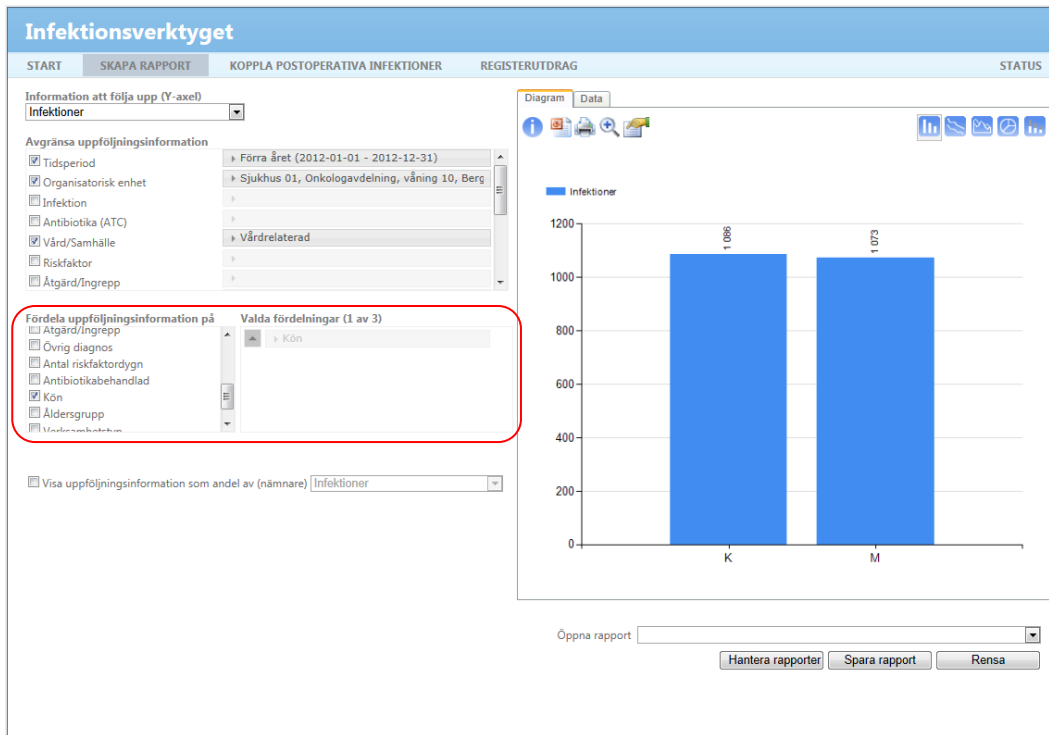 Infektionsverktyget
START SKAPA RAPPORT KOPPLA POSTOPERATIVA INFEKTIONER REGISTERUTDRAG STATUS
Information att följa upp (Y-axel)
Infektioner
Avgränsa uppföljningsinformation
Tidsperiod Förra året (2012-01-01 - 2012-12-31)
Organisatorisk enhet Sjukhus 01, Onkologavdelning, våning 10, Berg
Infektion
Antibiotika (ATC)
Vård/Samhälle Vårdrelaterad
Riskfaktor
Åtgärd/Ingrepp
Fördela uppföljningsinformation på Valda fördelningar (1 av 3)
Åtgärd/Ingrepp
Övrig diagnos
Kön
Antal riskfaktordygn
Antibiotikabehandlad
Kön
Åldersgrupp
Verksamhetstyp
Visa uppföljningsinformation som andel av (nämnare) Infektioner
Diagram Data
Infektioner
1200
1000
800
600
400
200
0
1 086
1 073
K M
Öppna rapport
Hantera rapporter Spara rapport Rensa